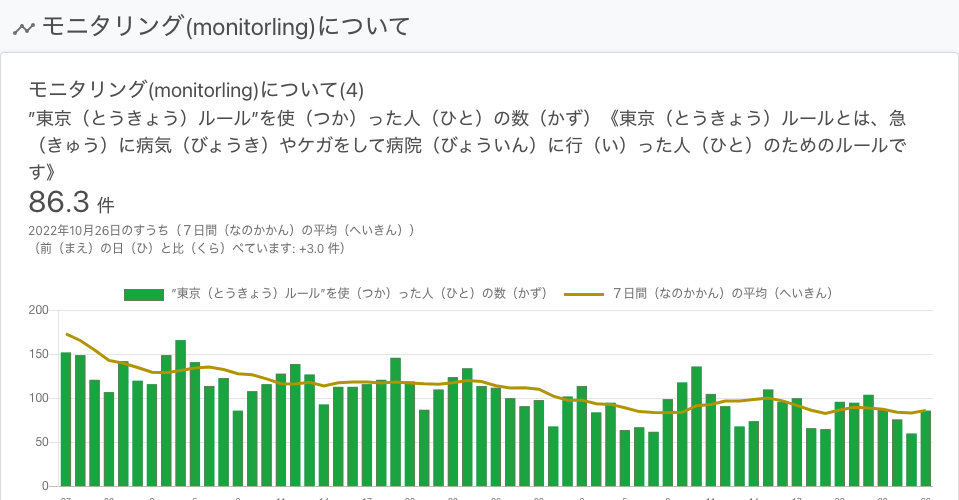 モニタリング(monitorling)について
モニタリング(monitorling)について(4)
”東京（とうきょう）ルール”を使（つか）った人（ひと）の数（かず）《東京（とうきょう）ルールとは、急
（きゅう）に病気（びょうき）やケガをして病院（びょういん）に行（い）った人（ひと）のためのルールで
す》
86.3 件
2022年10月26日のすうち（７日間（なのかかん）の平均（へいきん））
（前（まえ）の日（ひ）と比（くら）べています: +3.0 件）
”東京（とうきょう）ルール”を使（つか）った人（ひと）の数（かず） ７日間（なのかかん）の平均（へいきん）
200
150
100
50
0